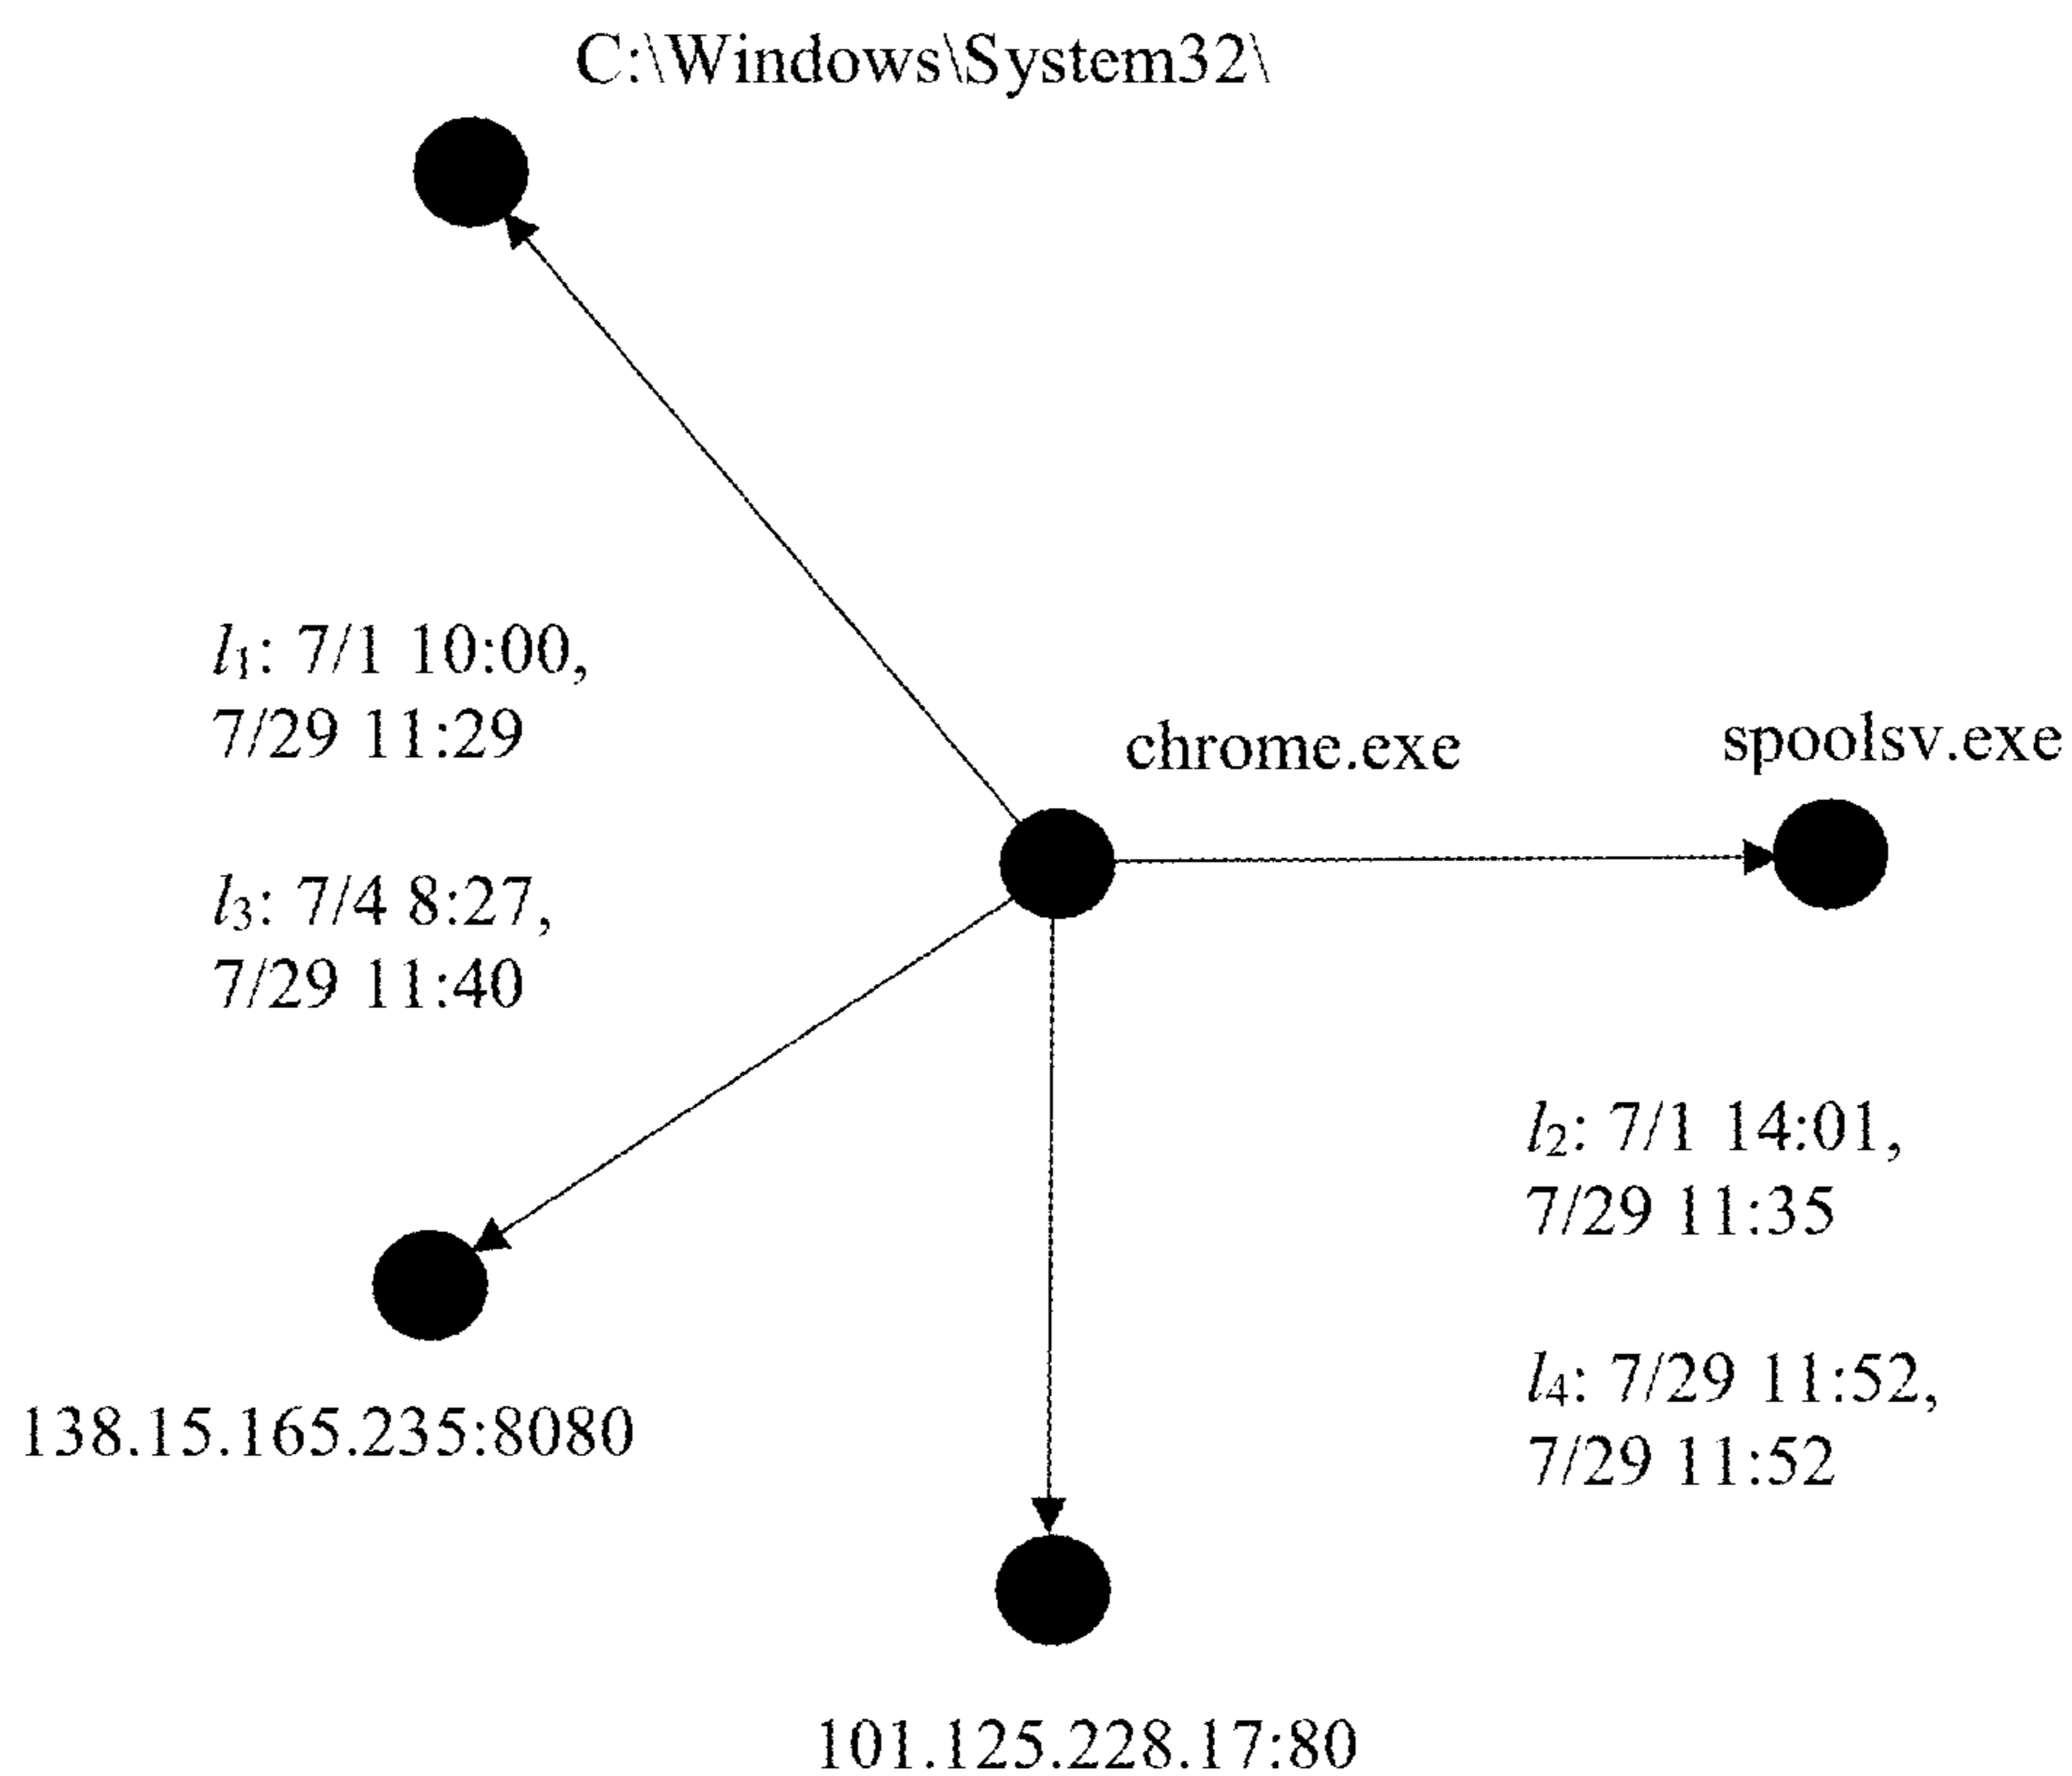 C:\Windows\System32\
l₁: 7/1 10:00,
7/29 11:29
chrome.exe
spoolsv.exe
l₃: 7/4 8:27,
7/29 11:40
l₂: 7/1 14:01,
7/29 11:35
l₄: 7/29 11:52,
7/29 11:52
138.15.165.235:8080
101.125.228.17:80